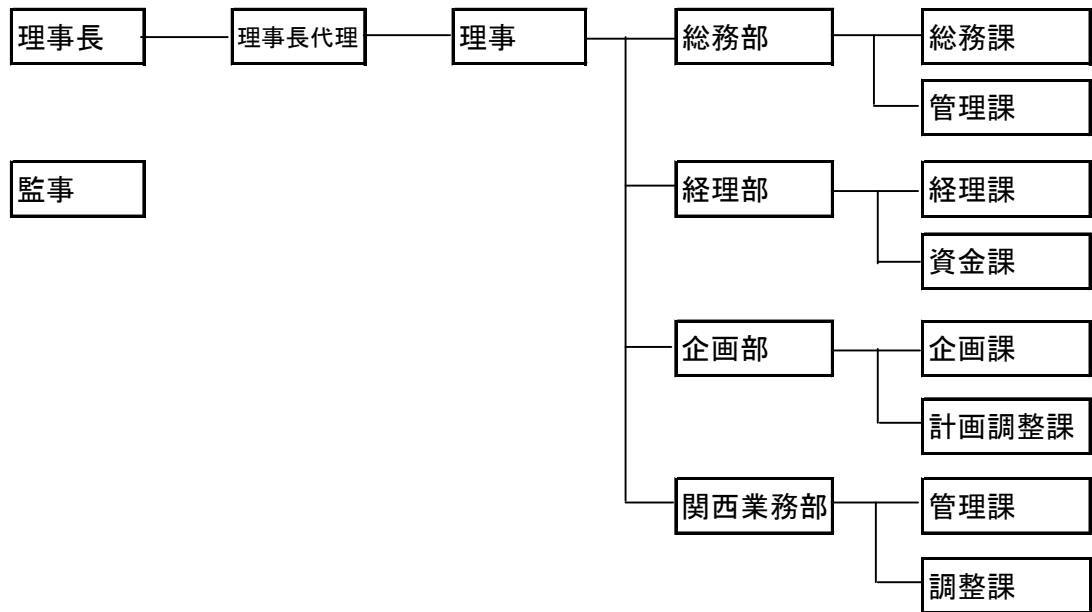 理事長
理事長代理
理事
総務部
総務課
管理課
監事
経理部
経理課
資金課
企画部
企画課
計画調整課
関西業務部
管理課
調整課